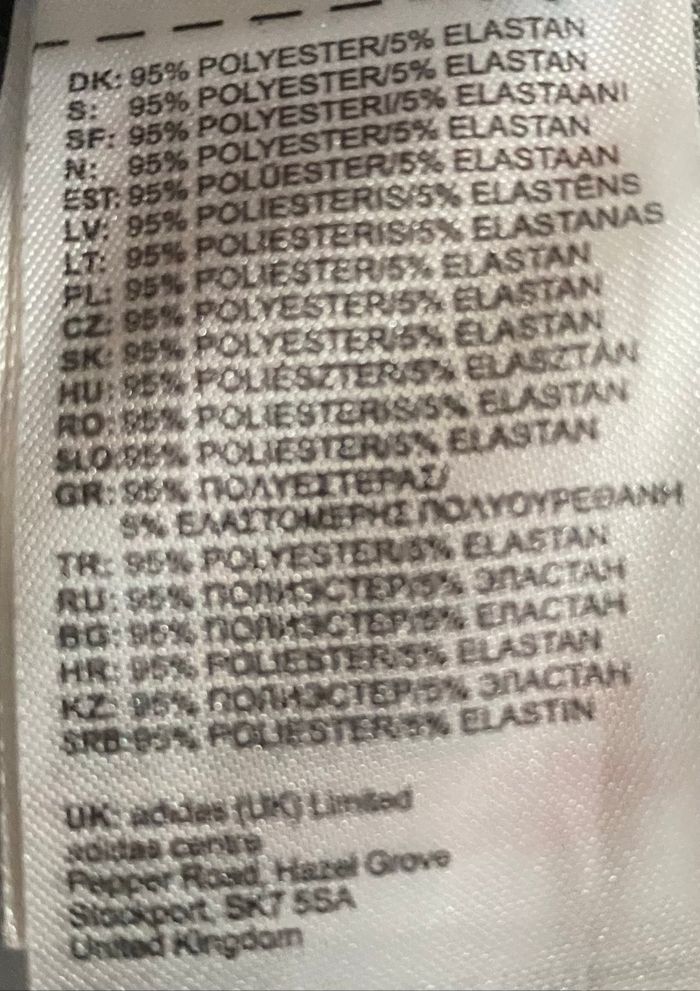 DK: 95% POLYESTER/5% ELASTAN
S: 95% POLYESTER/5% ELASTAN
SF: 95% POLYESTERI/5% ELASTAANI
N: 95% POLYESTER/5% ELASTAN
EST: 95% POLÜESTER/5% ELASTAAN
LV: 95% POLIESTERIS/5% ELASTĒNS
LT: 95% POLIESTERIS/5% ELASTANAS
PL: 95% POLIESTER/5% ELASTAN
CZ: 95% POLYESTER/5% ELASTAN
SK: 95% POLYESTER/5% ELASTAN
HU: 95% POLIÉSZTER/5% ELASZTÁN
RO: 95% POLIESTERIS/5% ELASTAN
SLO: 95% POLIESTER/5% ELASTAN
GR: 95% ΠΟΛΥΕΣΤΕΡΑΣ/
5% ΕΛΑΣΤΟΜΕΡΗΣ ΠΟΛΥΟΥΡΕΘΑΝΗ
TR: 95% POLYESTER/5% ELASTAN
RU: 95% ПОЛИЭСТЕР/5% ЭЛАСТАН
BG: 95% ПОЛИЭСТЕР/5% ЕЛАСТАН
HR: 95% POLIESTER/5% ELASTAN
KZ: 95% ПОЛИЭСТЕР/5% ЭЛАСТАН
SRB: 95% POLIESTER/5% ELASTIN
UK: adidas (UK) Limited
adidas centre
Pepper Road, Hazel Grove
Stockport, SK7 5SA
United Kingdom